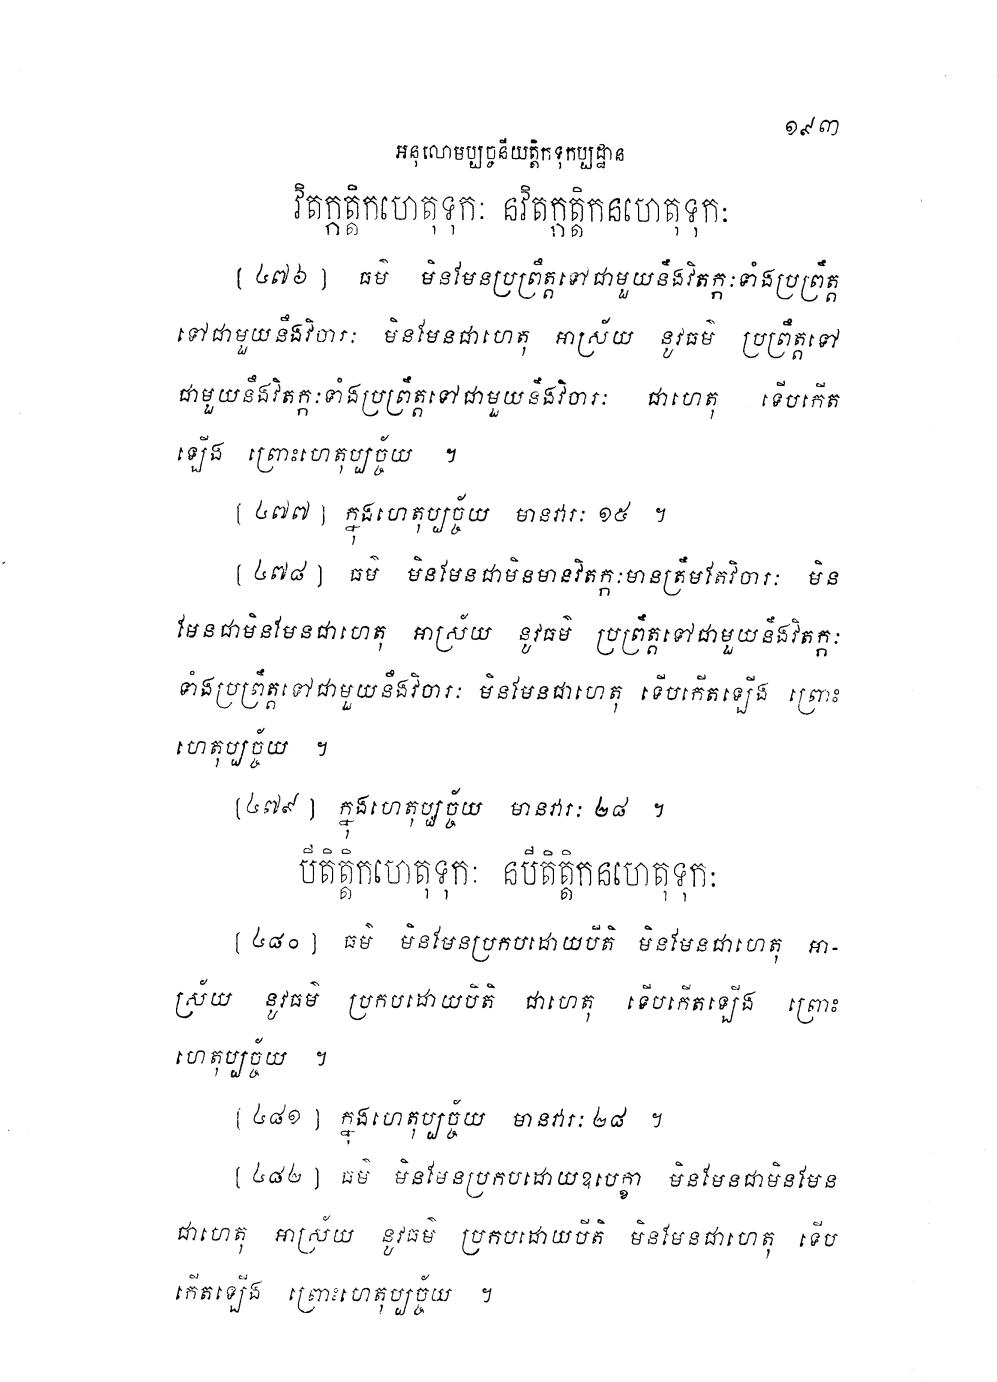 ១៩៣
អនុលោមប្បច្ចនីយត្តិកទុកប្បដ្ឋាន
វិតក្កត្តិកហេតុទុកៈ នវិតក្កត្តិកនហេតុទុកៈ
[ ៤៧៦ ] ធម៌ មិនមែនប្រព្រឹត្តទៅជាមួយនឹងវិតក្កៈទាំងប្រព្រឹត្ត
ទៅជាមួយនឹងវិចារៈ មិនមែនជាហេតុ អាស្រ័យ នូវធម៌ ប្រព្រឹត្តទៅ
ជាមួយនឹងវិតក្កៈទាំងប្រព្រឹត្តទៅជាមួយនឹងវិចារៈ ជាហេតុ ទើបកើត
ឡើង ព្រោះហេតុប្បច្ច័យ ។
[ ៤៧៧ ] ក្នុងហេតុប្បច្ច័យ មានវារៈ ១៥ ។
[ ៤៧៨ ] ធម៌ មិនមែនជាមិនមានវិតក្កៈមានត្រឹមតែវិចារៈ មិន
មែនជាមិនមែនជាហេតុ អាស្រ័យ នូវធម៌ ប្រព្រឹត្តទៅជាមួយនឹងវិតក្កៈ
ទាំងប្រព្រឹត្តទៅជាមួយនឹងវិចារៈ មិនមែនជាហេតុ ទើបកើតឡើង ព្រោះ
ហេតុប្បច្ច័យ ។
[ ៤៧៩ ] ក្នុងហេតុប្បច្ច័យ មានវារៈ ២៨ ។
បីតិត្តិកហេតុទុកៈ នបីតិត្តិកនហេតុទុកៈ
[ ៤៨០ ] ធម៌ មិនមែនប្រកបដោយបីតិ មិនមែនជាហេតុ អា-
ស្រ័យ នូវធម៌ ប្រកបដោយបីតិ ជាហេតុ ទើបកើតឡើង ព្រោះ
ហេតុប្បច្ច័យ ។
[ ៤៨១ ] ក្នុងហេតុប្បច្ច័យ មានវារៈ ២៨ ។
[ ៤៨២ ] ធម៌ មិនមែនប្រកបដោយឧបេក្ខា មិនមែនជាមិនមែន
ជាហេតុ អាស្រ័យ នូវធម៌ ប្រកបដោយបីតិ មិនមែនជាហេតុ ទើប
កើតឡើង ព្រោះហេតុប្បច្ច័យ ។